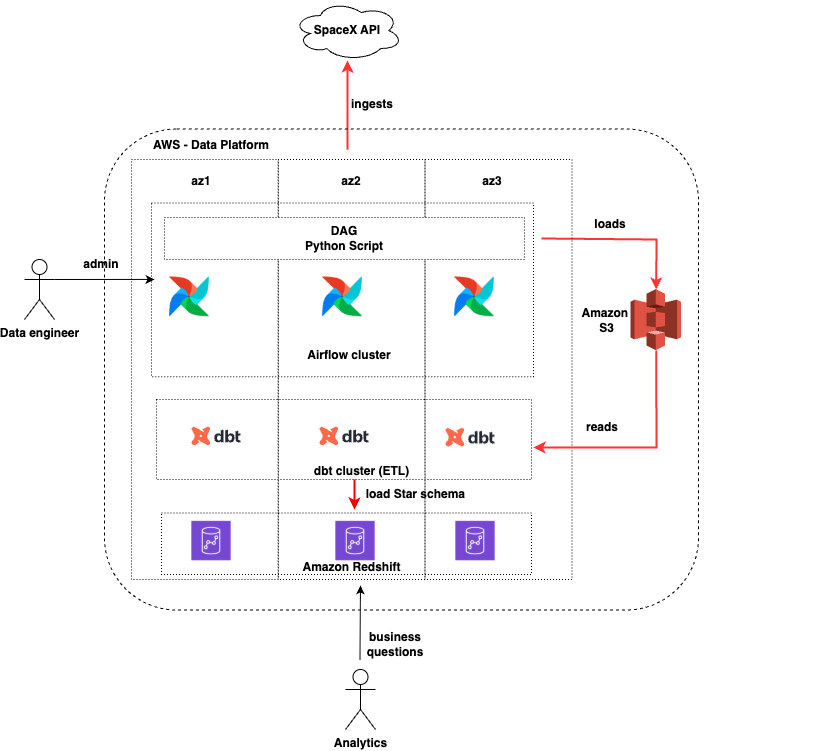 SpaceX API
ingests
AWS - Data Platform
az1
az2
az3
DAG
Python Script
loads
admin
Data engineer
Amazon
S3
Airflow cluster
reads
dbt
dbt
dbt
dbt cluster (ETL)
load Star schema
Amazon Redshift
business
questions
Analytics